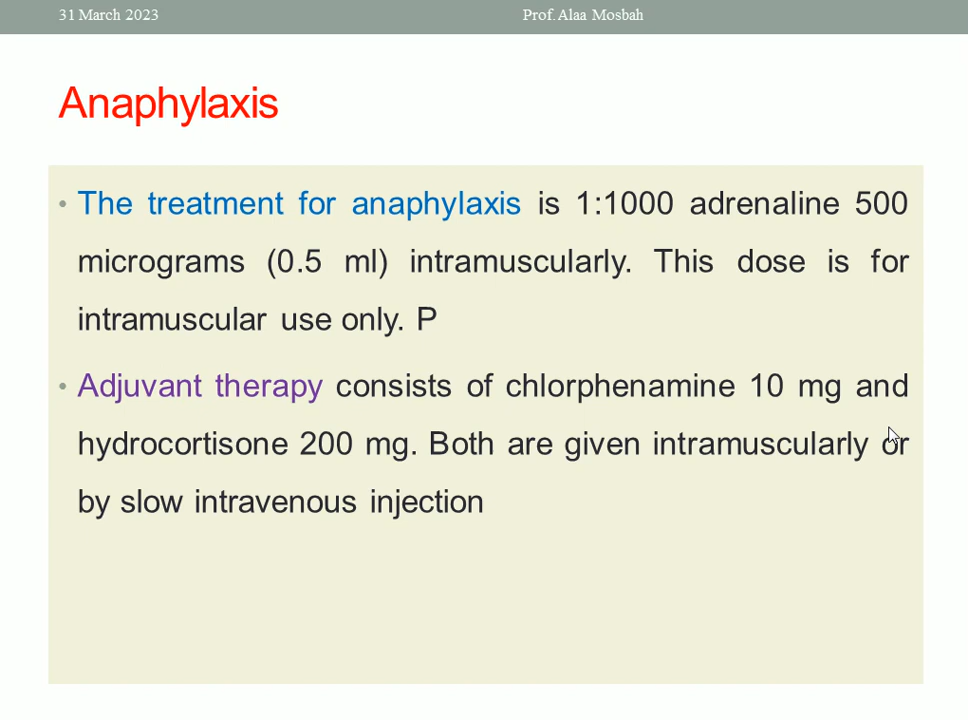 31 March 2023
Prof. Alaa Mosbah
Anaphylaxis
• The treatment for anaphylaxis is 1:1000 adrenaline 500
micrograms (0.5 ml) intramuscularly. This dose is for
intramuscular use only. P
• Adjuvant therapy consists of chlorphenamine 10 mg and
hydrocortisone 200 mg. Both are given intramuscularly or
by slow intravenous injection